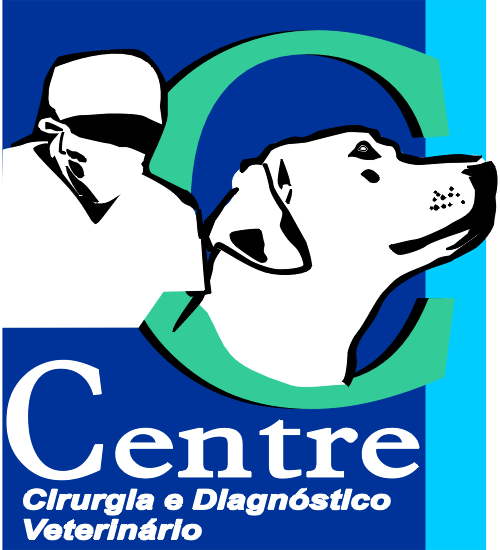 C
Centre
Cirurgia e Diagnóstico
Veterinário